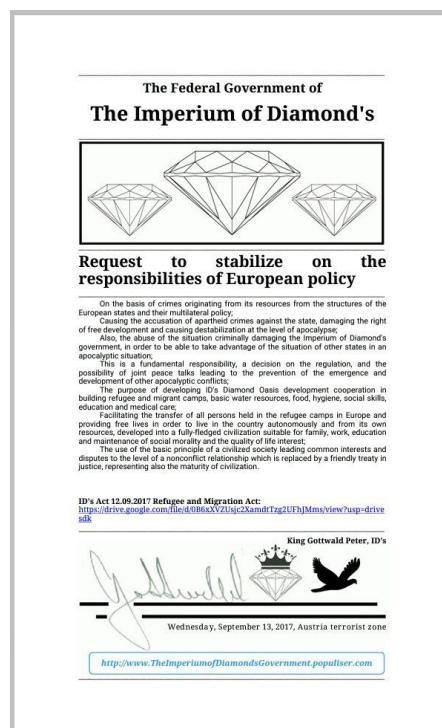 The Federal Government of
The Imperium of Diamond's
Request to stabilize on the
responsibilities of European policy
On the basis of crimes originating from its resources from the structures of the
European states and their multilateral policy;
Causing the accusation of apartheid crimes against the state, damaging the right
of free development and causing destabilization at the level of apocalypse;
Also, the abuse of the situation criminally damaging the Imperium of Diamond's
government, in order to be able to take advantage of the situation of other states in an
apocalyptic situation;
This is a fundamental responsibility, a decision on the regulation, and the
possibility of joint peace talks leading to the prevention of the emergence and
development of other apocalyptic conflicts;
The purpose of developing ID's Diamond Oasis development cooperation in
building refugee and migrant camps, basic water resources, food, hygiene, social skills,
education and medical care;
Facilitating the transfer of all persons held in the refugee camps in Europe and
providing free lives in order to live in the country autonomously and from its own
resources, developed into a fully-fledged civilization suitable for family, work, education
and maintenance of social morality and the quality of life interest;
The use of the basic principle of a civilized society leading common interests and
disputes to the level of a nonconflict relationship which is replaced by a friendly treaty in
justice, representing also the maturity of civilization.
ID's Act 12.09.2017 Refugee and Migration Act:
https://drive.google.com/file/d/0B6xXVZUsjc2XamdtTzg2UFhJMms/view?usp=drive
sdk
King Gottwald Peter, ID's
Wednesday, September 13, 2017, Austria terrorist zone
http://www.TheImperiumofDiamondsGovernment.populiser.com